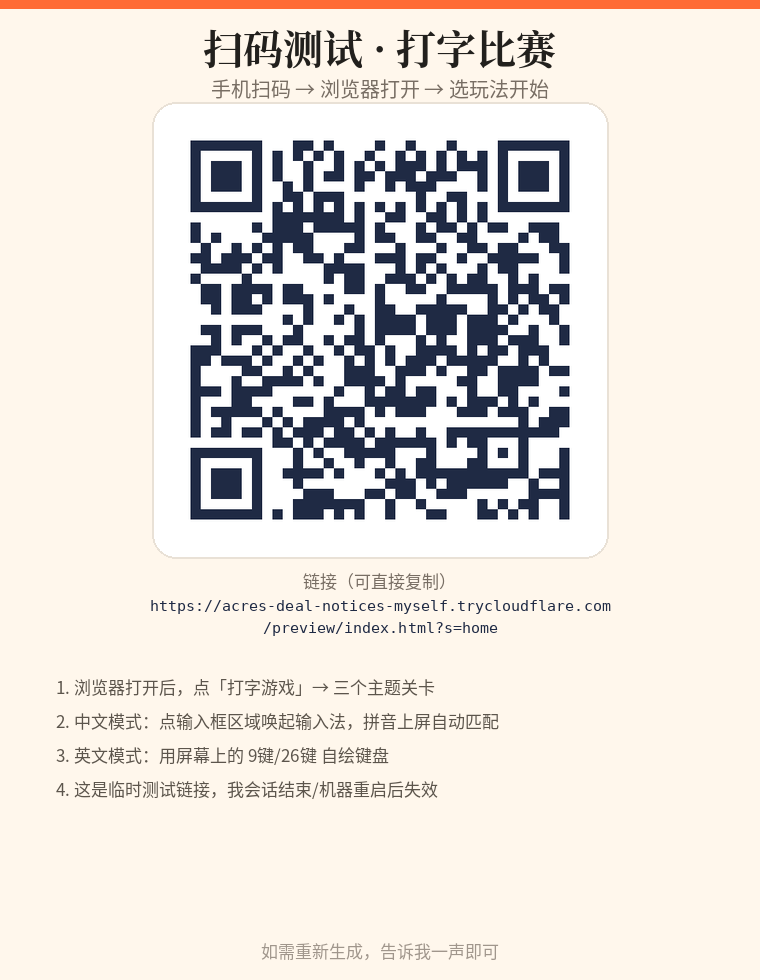 扫码测试 · 打字比赛
手机扫码 → 浏览器打开 → 选玩法开始
链接（可直接复制）
https://acres-deal-notices-myself.trycloudflare.com
/preview/index.html?s=home
1. 浏览器打开后，点「打字游戏」→ 三个主题关卡
2. 中文模式：点输入框区域唤起输入法，拼音上屏自动匹配
3. 英文模式：用屏幕上的 9键/26键 自绘键盘
4. 这是临时测试链接，我会话结束/机器重启后失效
如需重新生成，告诉我一声即可